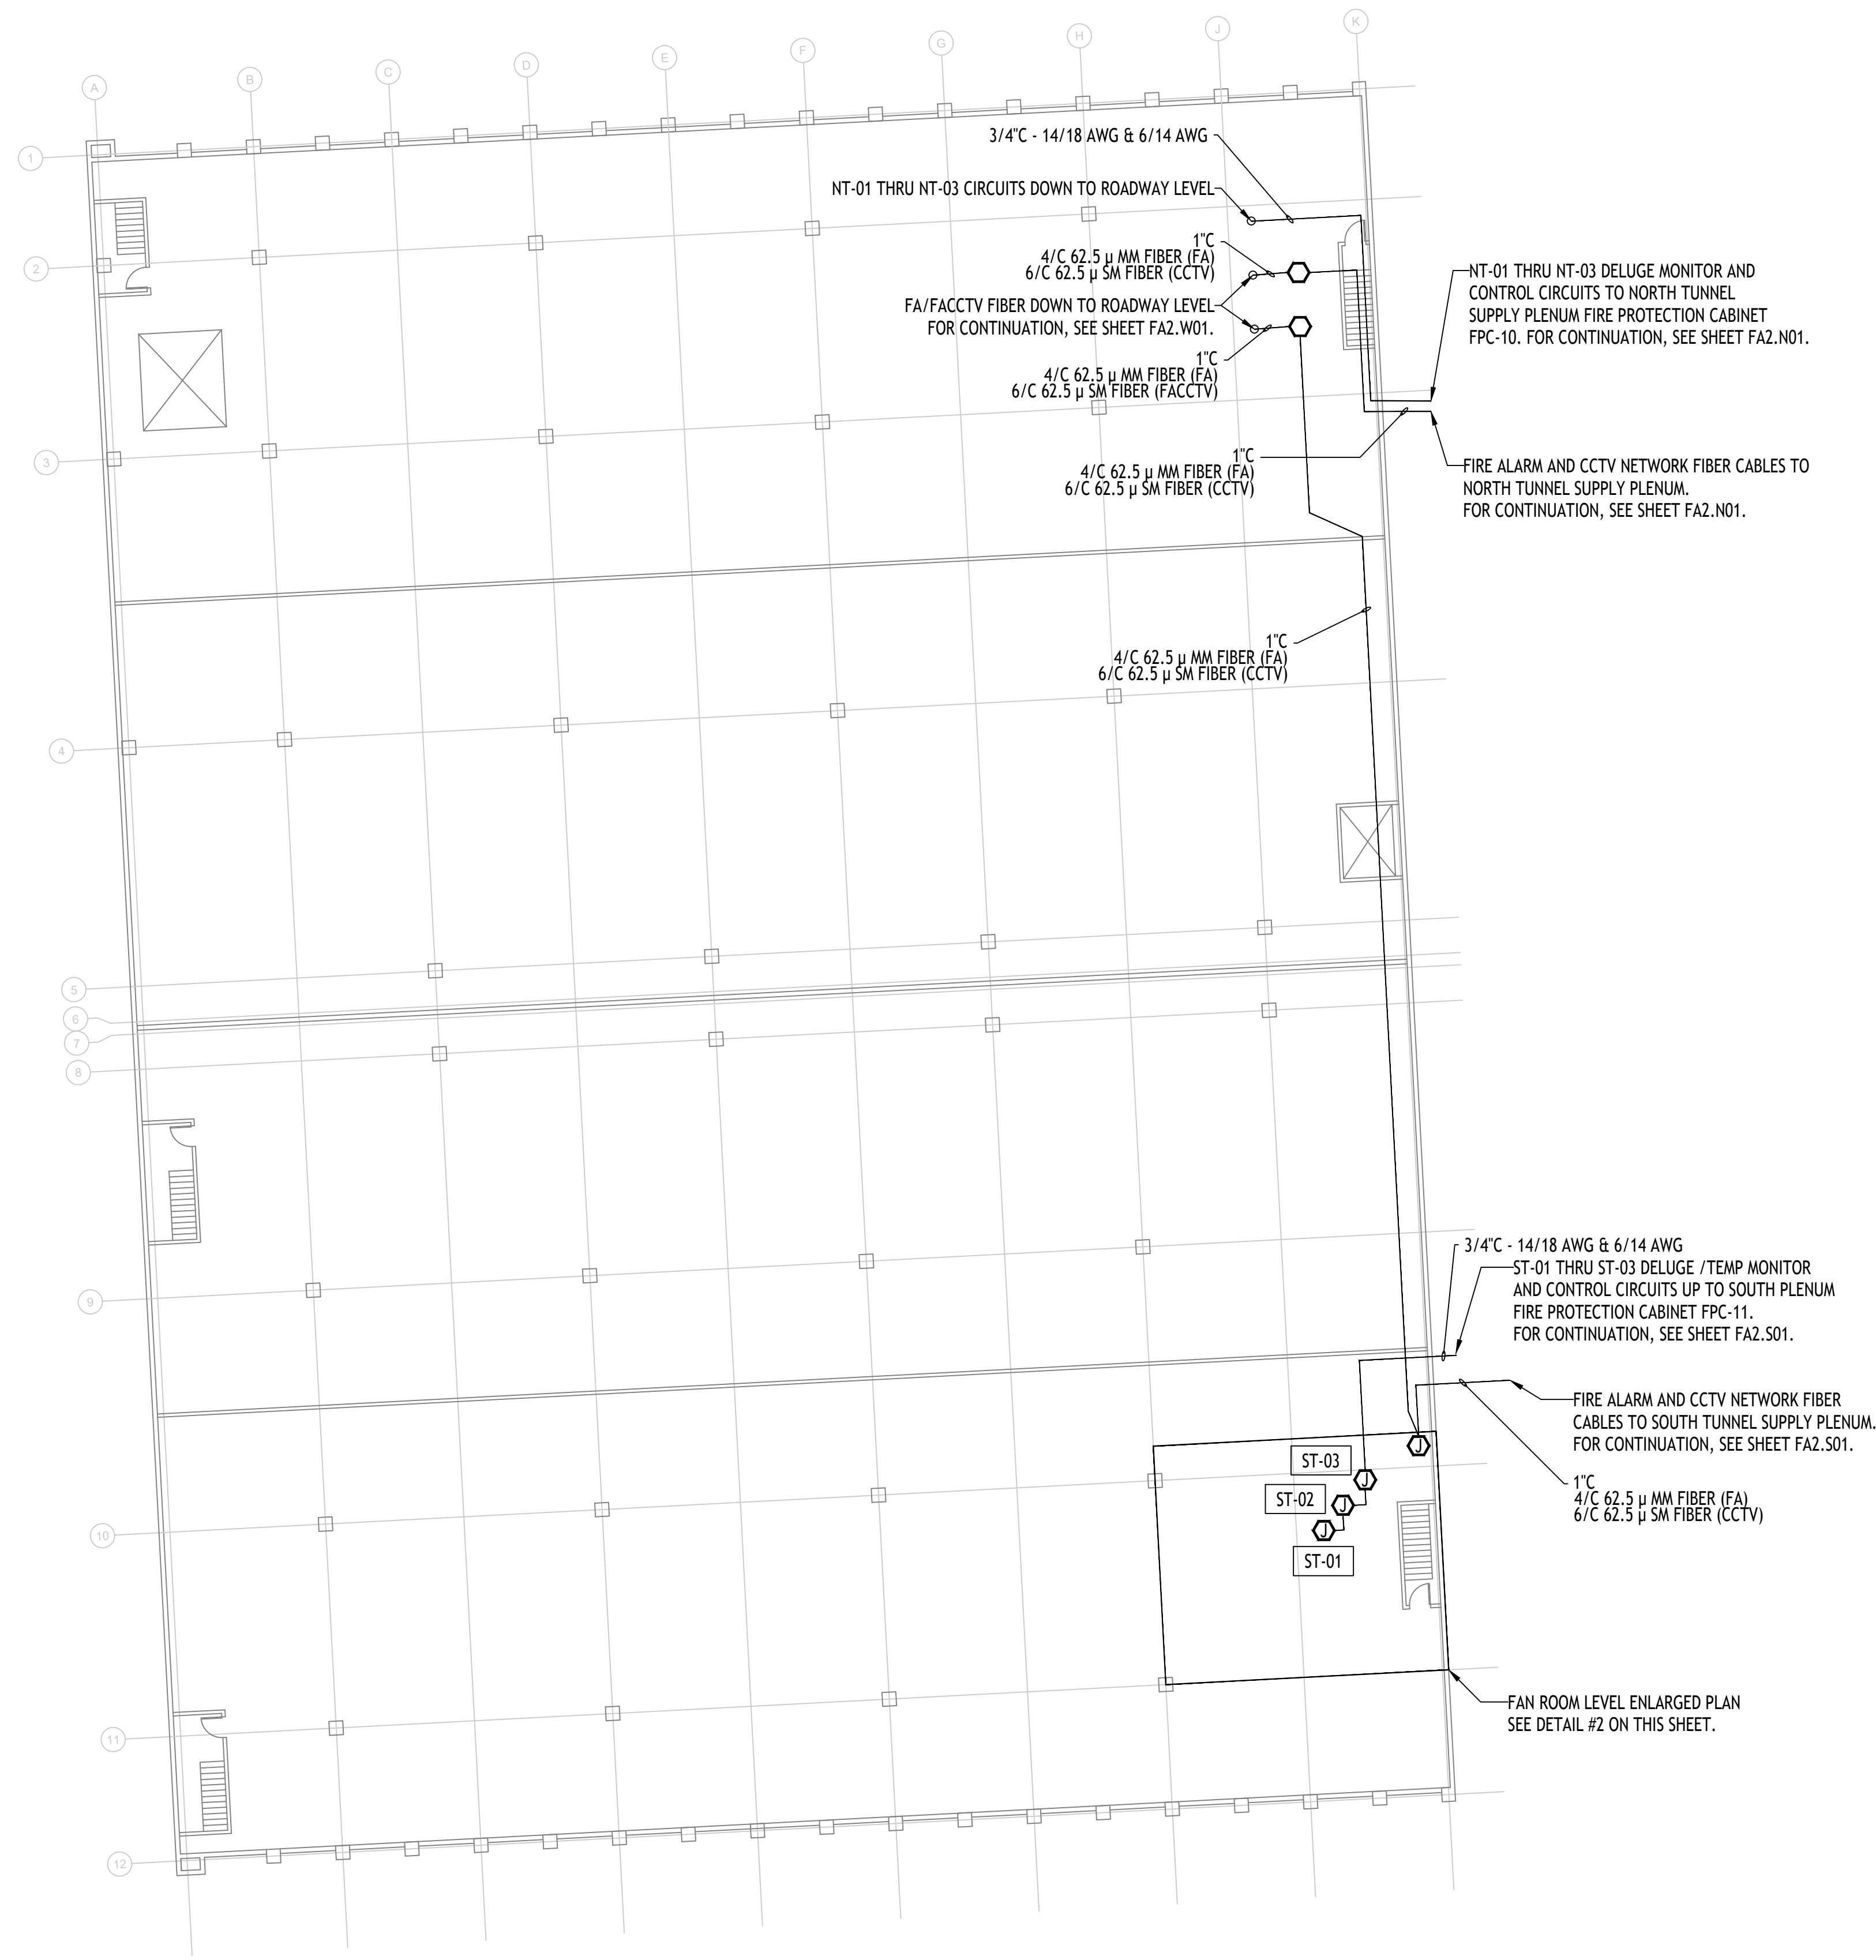 A
B
C
D
E
F
G
H
J
K
1
2
3
4
5
6
7
8
9
10
11
12
3/4"C - 14/18 AWG & 6/14 AWG
NT-01 THRU NT-03 CIRCUITS DOWN TO ROADWAY LEVEL
1"C
4/C 62.5 µ MM FIBER (FA)
6/C 62.5 µ SM FIBER (CCTV)
FA/FACCTV FIBER DOWN TO ROADWAY LEVEL
FOR CONTINUATION, SEE SHEET FA2.W01.
1"C
4/C 62.5 µ MM FIBER (FA)
6/C 62.5 µ SM FIBER (FACCTV)
NT-01 THRU NT-03 DELUGE MONITOR AND
CONTROL CIRCUITS TO NORTH TUNNEL
SUPPLY PLENUM FIRE PROTECTION CABINET
FPC-10. FOR CONTINUATION, SEE SHEET FA2.N01.
1"C
4/C 62.5 µ MM FIBER (FA)
6/C 62.5 µ SM FIBER (CCTV)
FIRE ALARM AND CCTV NETWORK FIBER CABLES TO
NORTH TUNNEL SUPPLY PLENUM.
FOR CONTINUATION, SEE SHEET FA2.N01.
1"C
4/C 62.5 µ MM FIBER (FA)
6/C 62.5 µ SM FIBER (CCTV)
3/4"C - 14/18 AWG & 6/14 AWG
ST-01 THRU ST-03 DELUGE /TEMP MONITOR
AND CONTROL CIRCUITS UP TO SOUTH PLENUM
FIRE PROTECTION CABINET FPC-11.
FOR CONTINUATION, SEE SHEET FA2.S01.
FIRE ALARM AND CCTV NETWORK FIBER
CABLES TO SOUTH TUNNEL SUPPLY PLENUM.
FOR CONTINUATION, SEE SHEET FA2.S01.
1"C
4/C 62.5 µ MM FIBER (FA)
6/C 62.5 µ SM FIBER (CCTV)
J
ST-03
J
ST-02
J
J
ST-01
FAN ROOM LEVEL ENLARGED PLAN
SEE DETAIL #2 ON THIS SHEET.